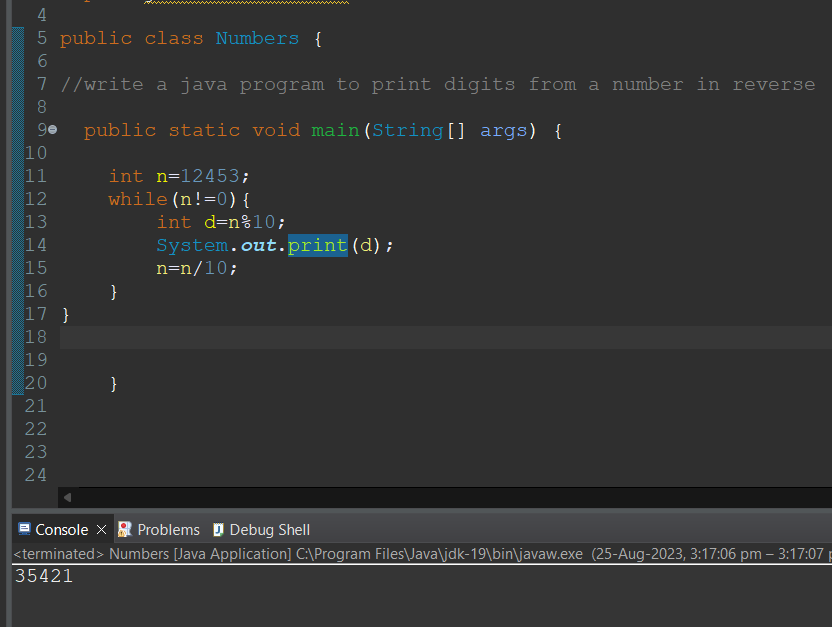 4
5 public class Numbers {
6
7 //write a java program to print digits from a number in reverse
8
9 public static void main(String[] args) {
10
11 int n=12453;
12 while(n!=0){
13 int d=n%10;
14 System.out.print(d);
15 n=n/10;
16 }
17 }
18
19
20 }
21
22
23
24
Console Problems Debug Shell
<terminated> Numbers [Java Application] C:\Program Files\Java\jdk-19\bin\javaw.exe (25-Aug-2023, 3:17:06 pm – 3:17:07
35421